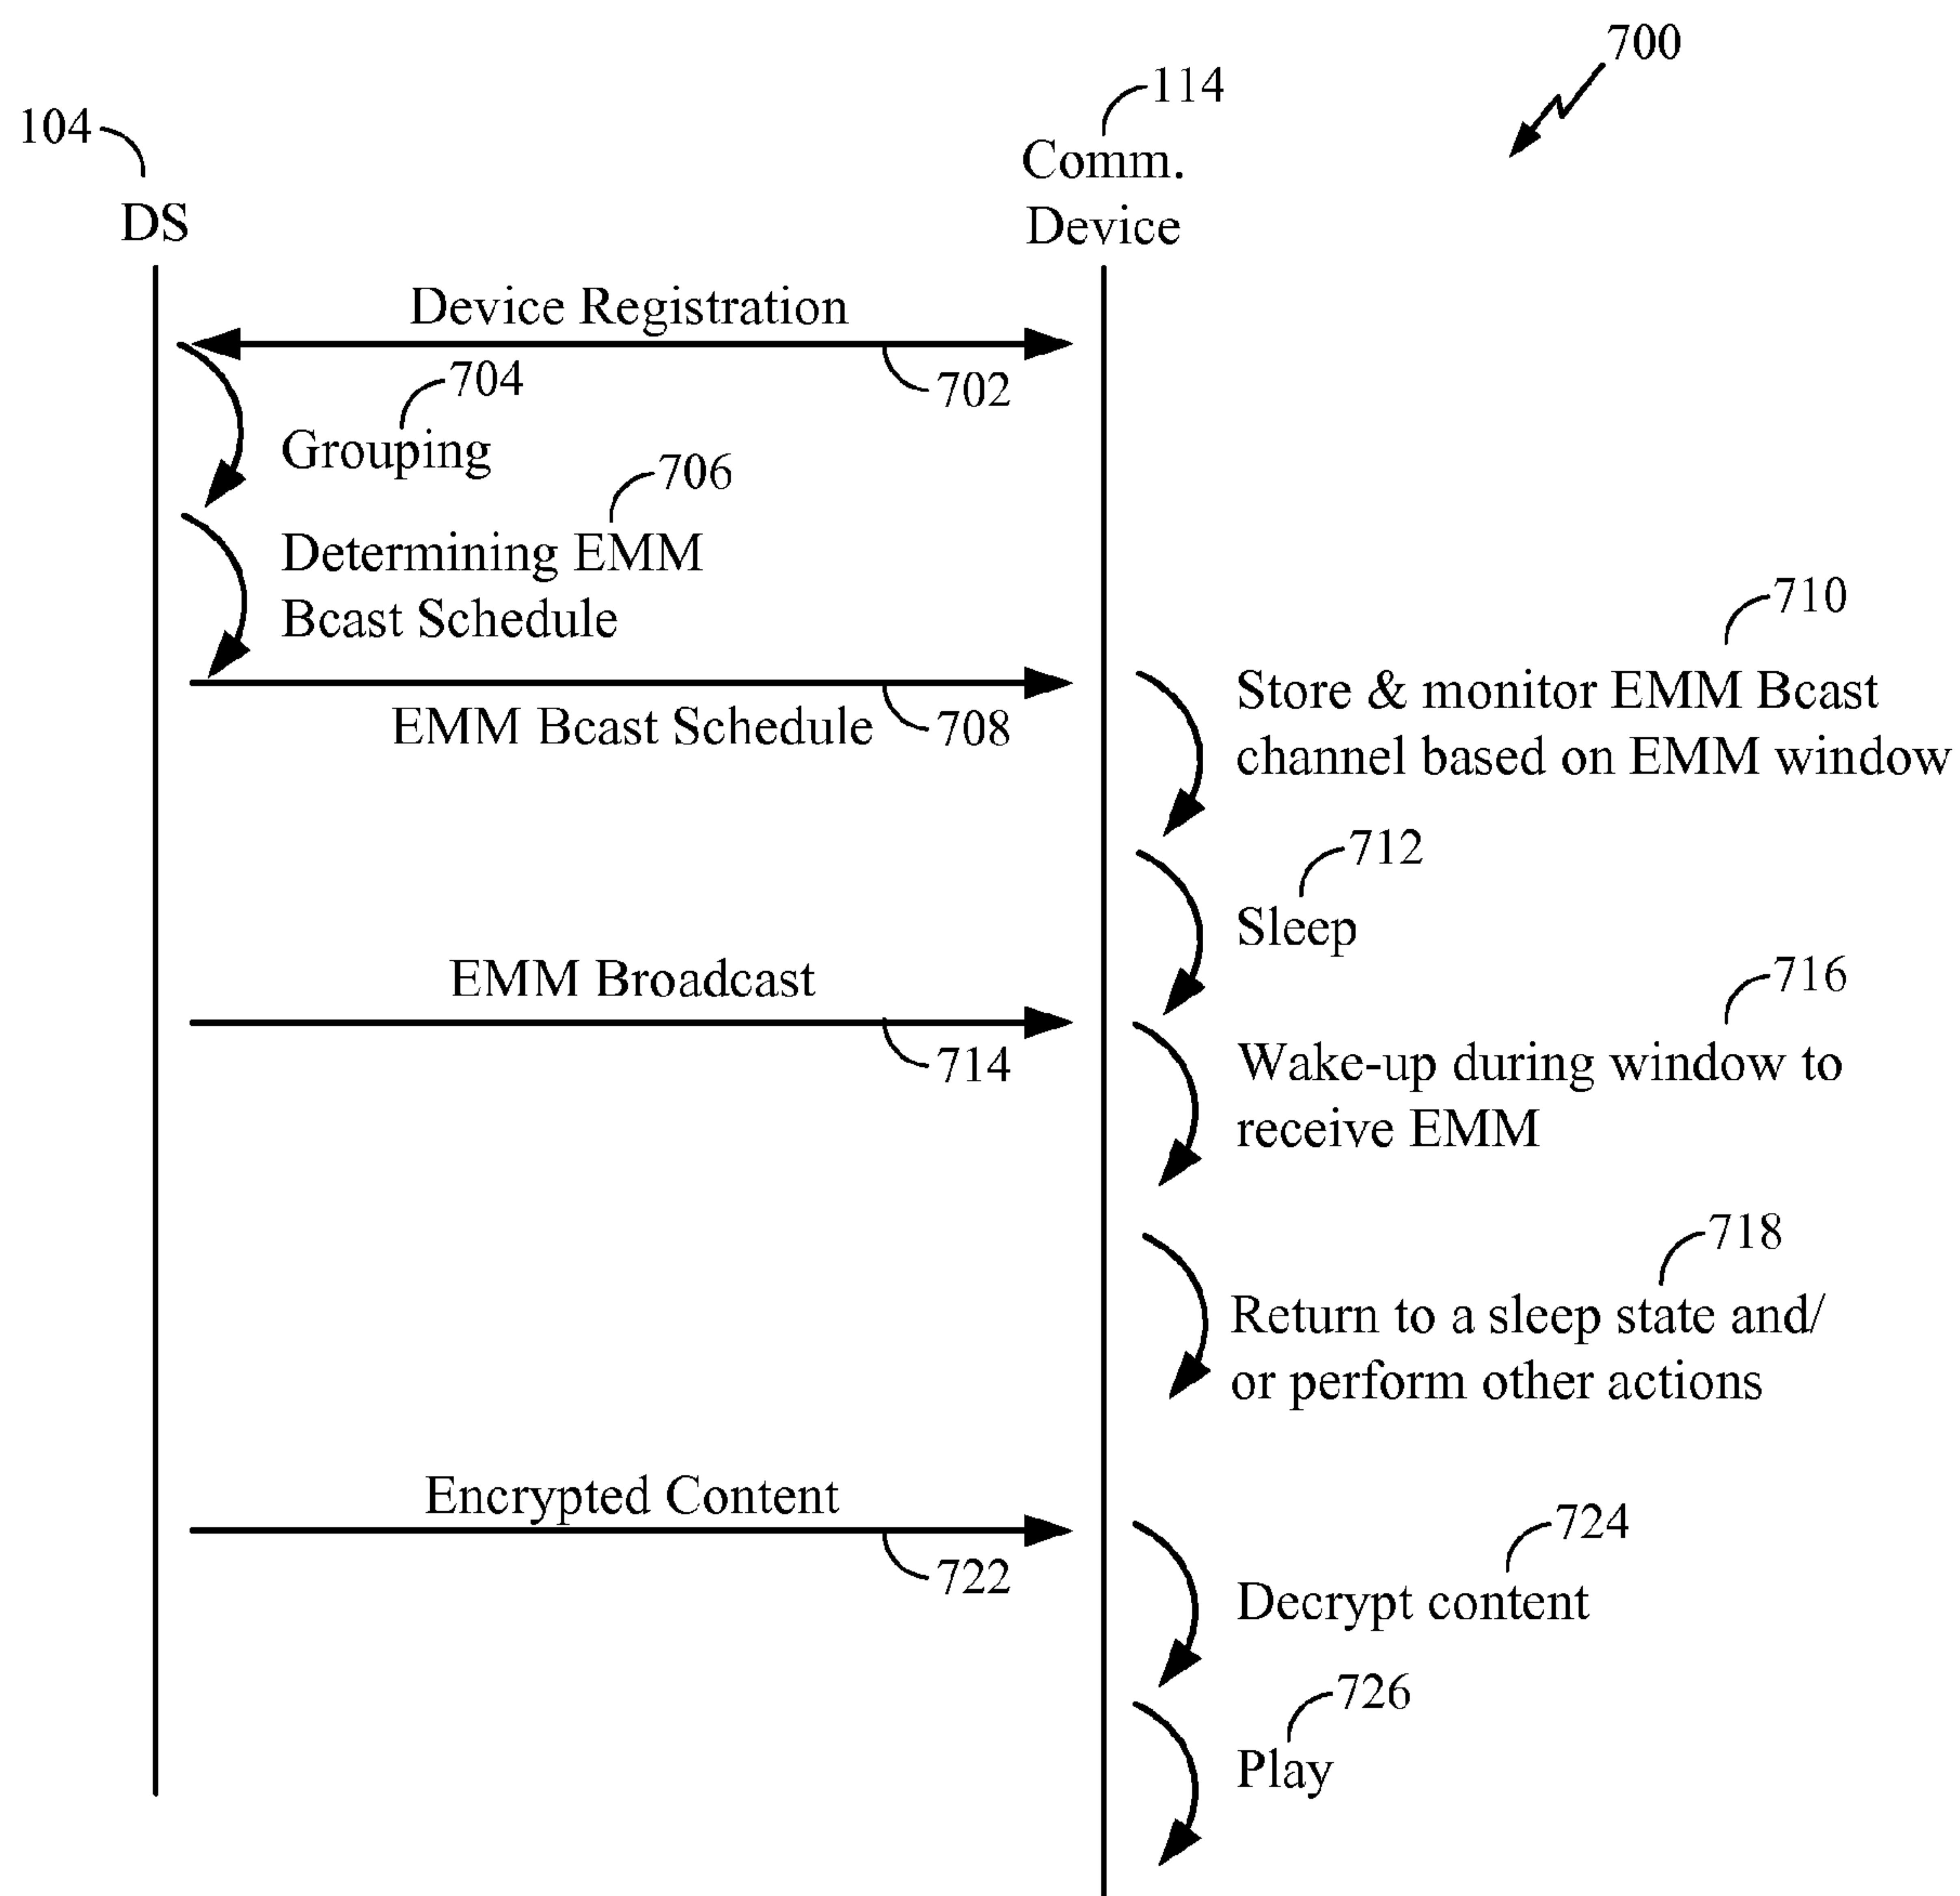 700
114
104
Comm.
Device
DS
Device Registration
702
704
Grouping
706
Determining EMM
Bcast Schedule
710
EMM Bcast Schedule
708
Store & monitor EMM Bcast
channel based on EMM window
712
Sleep
EMM Broadcast
714
716
Wake-up during window to
receive EMM
718
Return to a sleep state and/
or perform other actions
Encrypted Content
722
724
Decrypt content
726
Play